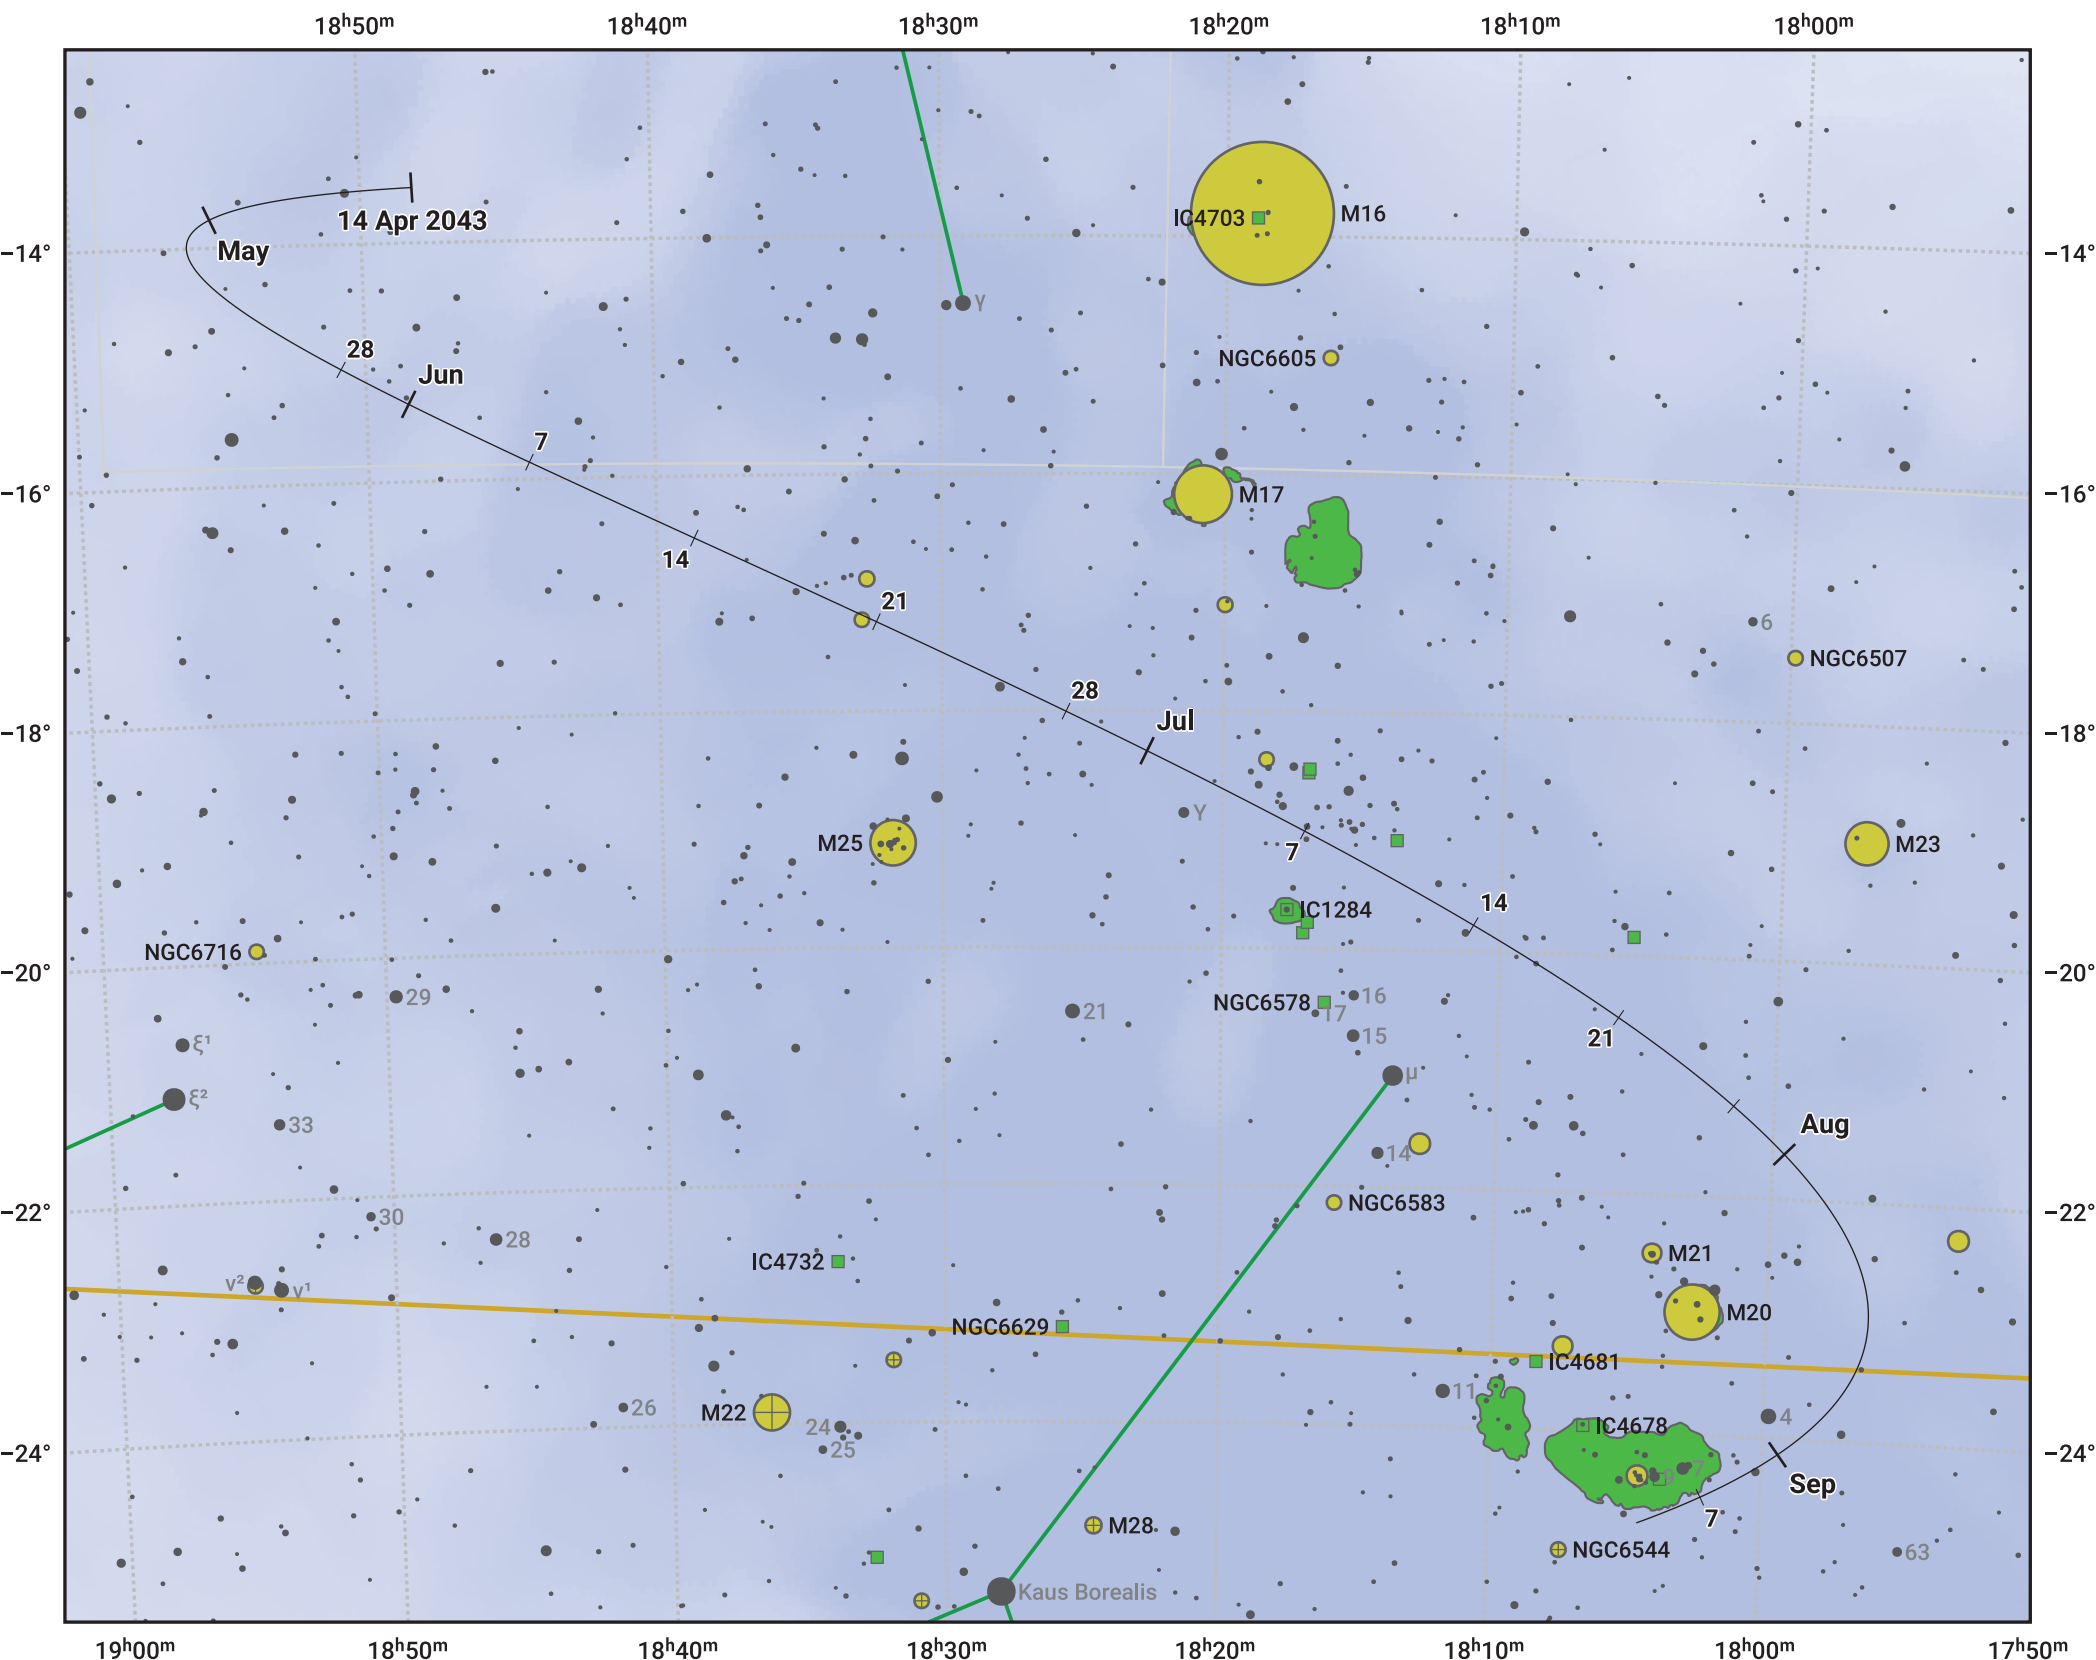 18ʰ50ᵐ 18ʰ40ᵐ 18ʰ30ᵐ 18ʰ20ᵐ 18ʰ10ᵐ 18ʰ00ᵐ
M16
IC4703
14 Apr 2043
May
−14° −14°
γ
28
NGC6605
Jun
7
−16° −16°
M17
14
21
6
NGC6507
28
Jul
−18° −18°
Y
M25
7
M23
14
IC1284
NGC6716
−20° −20°
29
16
NGC6578
17
21
15
21
ξ¹
μ
ξ²
33
Aug
14
NGC6583
−22° −22°
30
28
M21
IC4732
ν²
ν¹
M20
NGC6629
IC4681
11
26
M22
4
24
IC4678
25
−24° −24°
9
7
Sep
7
M28
NGC6544
63
Kaus Borealis
19ʰ00ᵐ 18ʰ50ᵐ 18ʰ40ᵐ 18ʰ30ᵐ 18ʰ20ᵐ 18ʰ10ᵐ 18ʰ00ᵐ 17ʰ50ᵐ